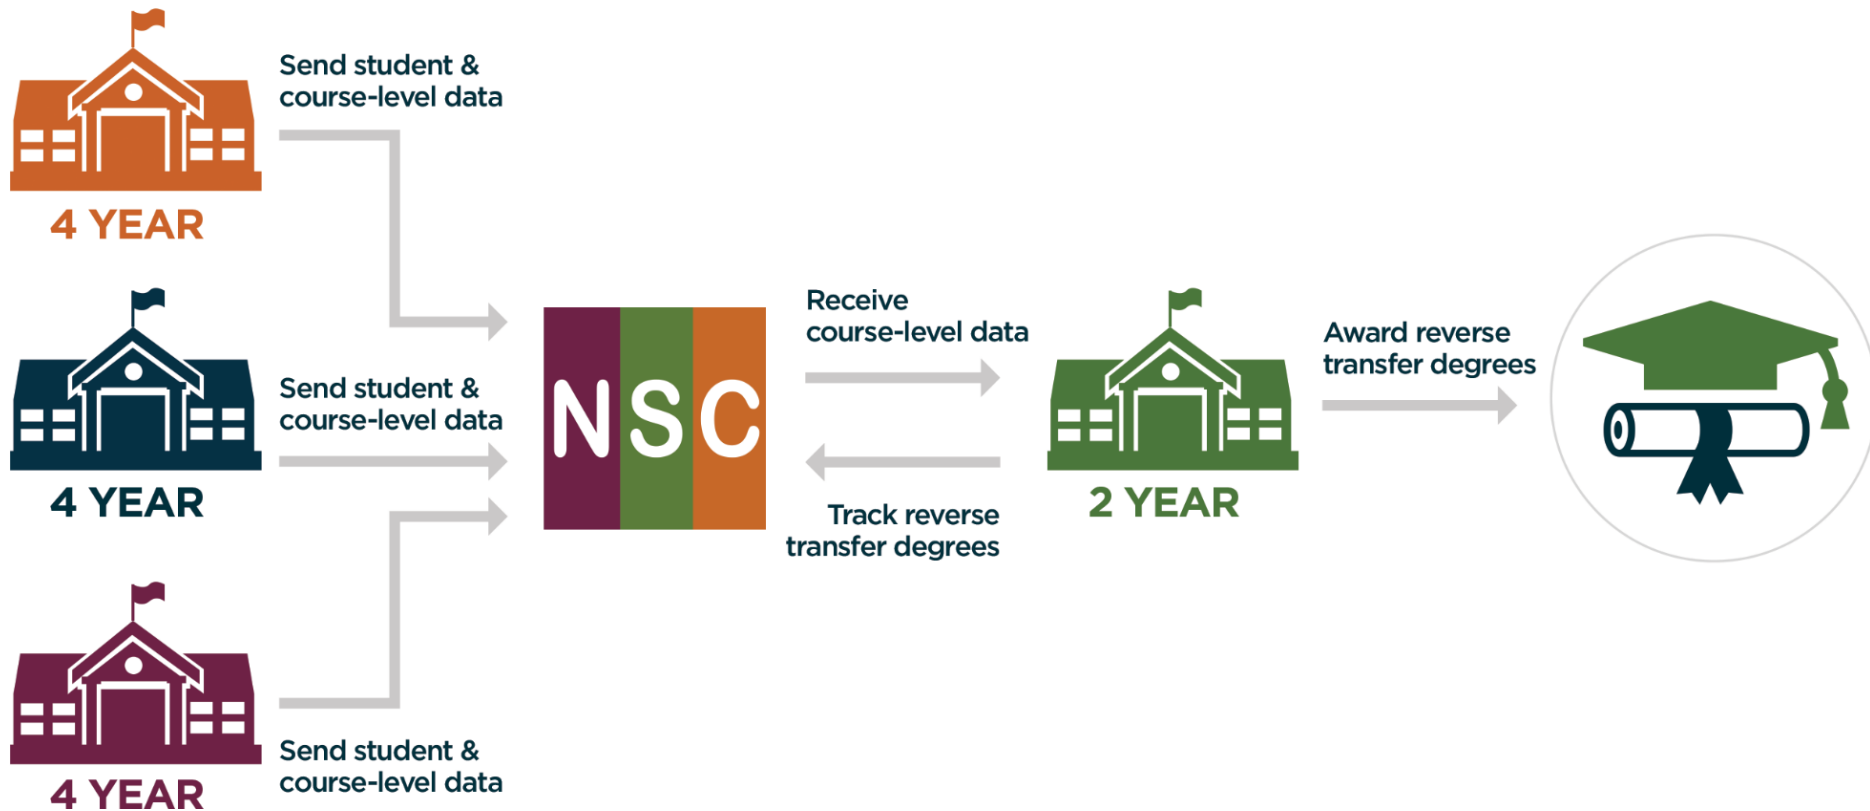 Send student &
course-level data
4 YEAR
Send student &
course-level data
4 YEAR
Send student &
course-level data
4 YEAR
NSC
Receive
course-level data
Track reverse
transfer degrees
2 YEAR
Award reverse
transfer degrees